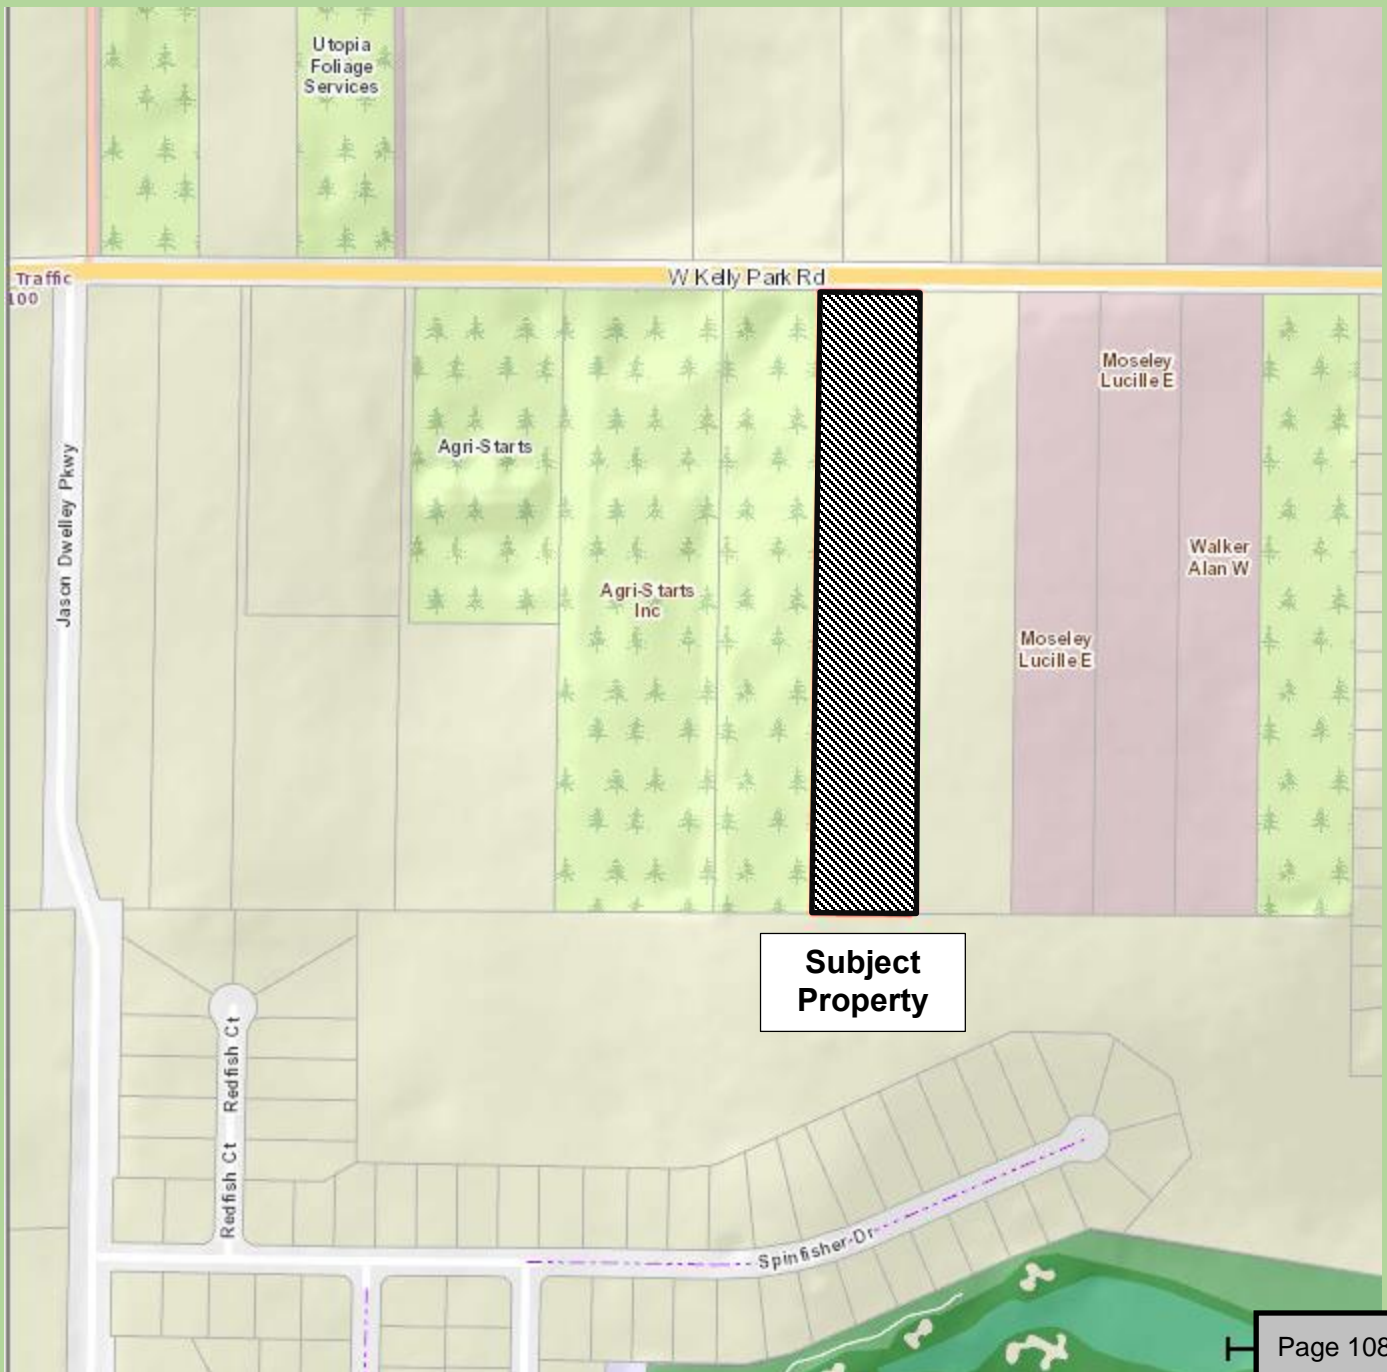 Utopia
Foliage
Services
W Kelly Park Rd
Traffic
100
Moseley
Lucille E
Agri-Starts
Jason Dwelley Pkwy
Walker
Alan W
Agri-Starts
Inc
Moseley
Lucille E
Subject
Property
Redfish Ct
Redfish Ct
Spinfisher Dr
Page 108